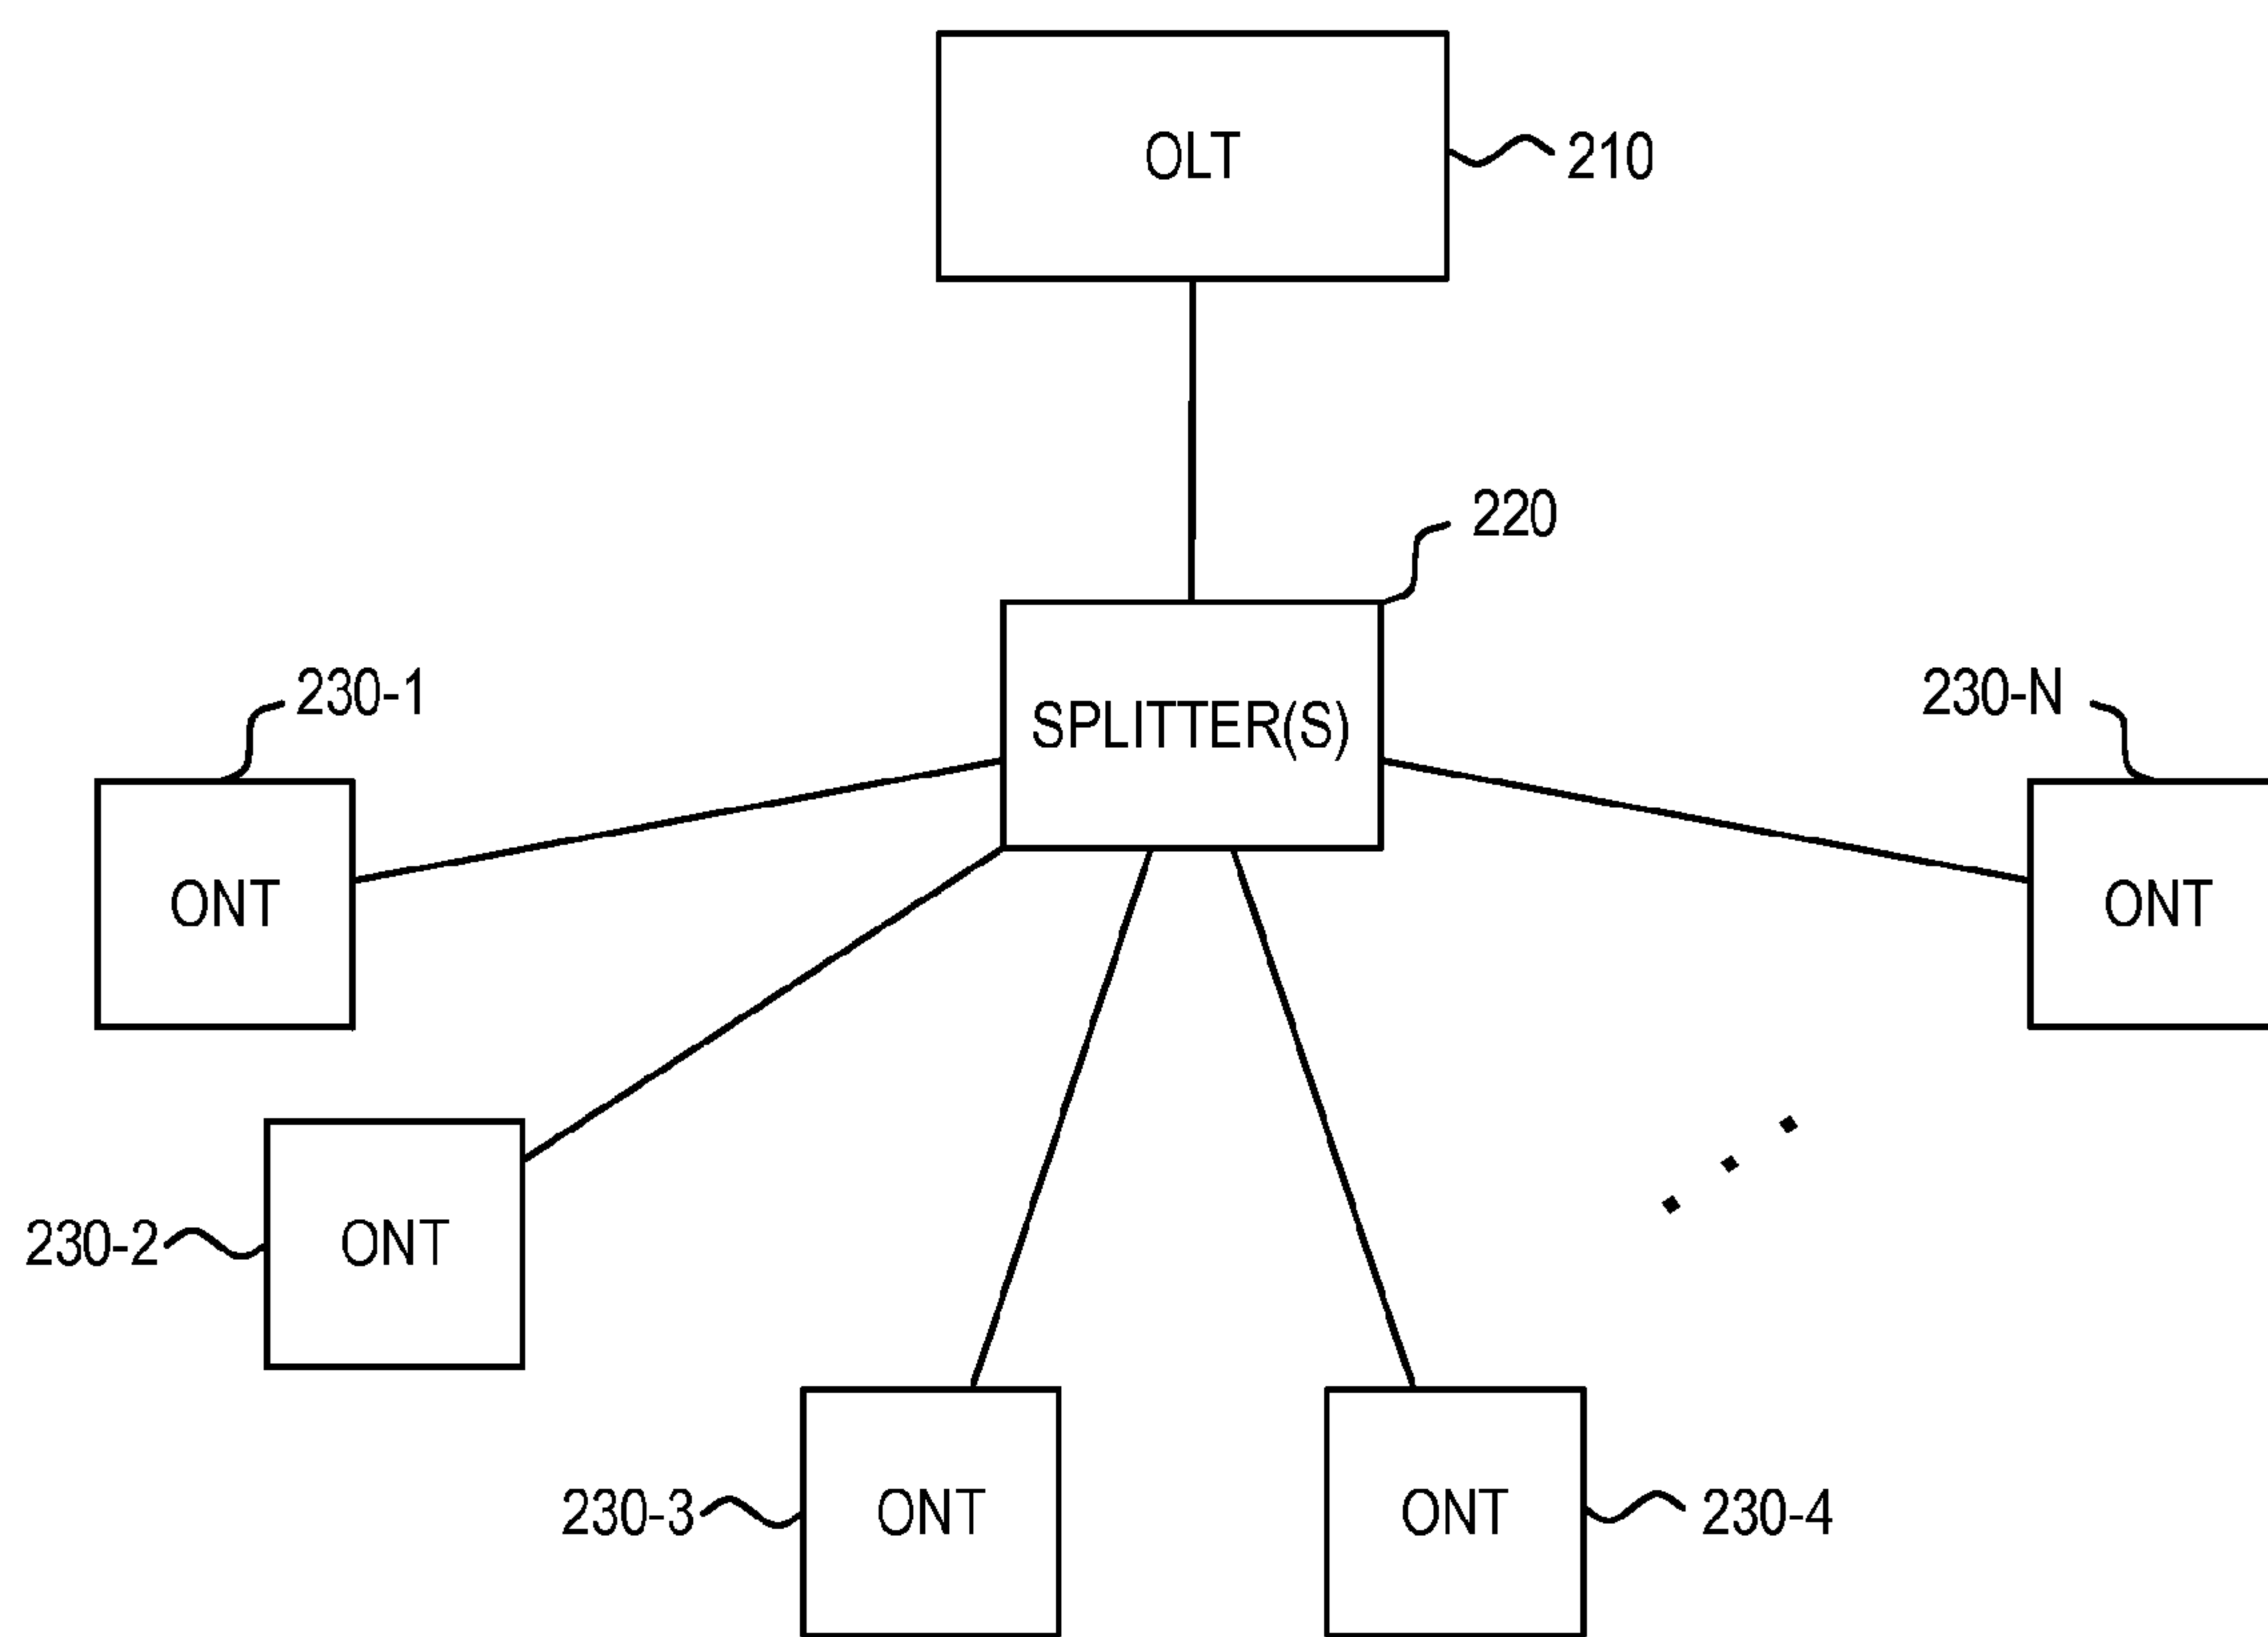 OLT
210
220
SPLITTER(S)
230-1
230-N
ONT
ONT
230-2
ONT
230-3
ONT
ONT
230-4